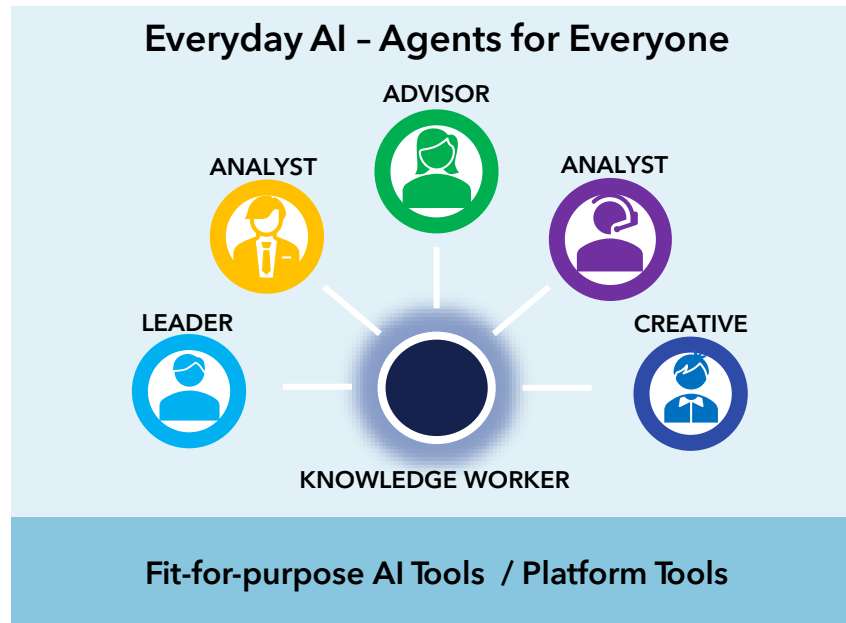 Everyday AI – Agents for Everyone
ADVISOR
ANALYST
ANALYST
LEADER
CREATIVE
KNOWLEDGE WORKER
Fit-for-purpose AI Tools / Platform Tools